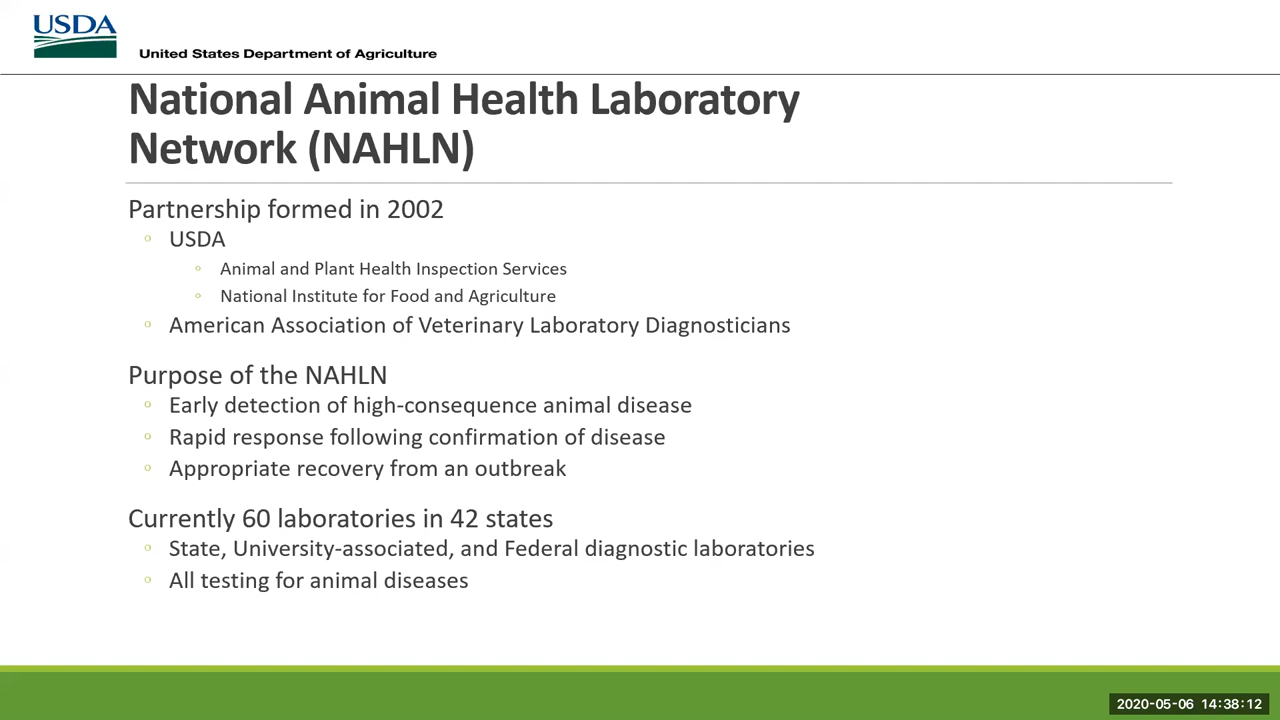 USDA
United States Department of Agriculture
National Animal Health Laboratory
Network (NAHLN)
Partnership formed in 2002
USDA
Animal and Plant Health Inspection Services
National Institute for Food and Agriculture
American Association of Veterinary Laboratory Diagnosticians
Purpose of the NAHLN
Early detection of high-consequence animal disease
Rapid response following confirmation of disease
Appropriate recovery from an outbreak
Currently 60 laboratories in 42 states
State, University-associated, and Federal diagnostic laboratories
All testing for animal diseases
2020-05-06 14:38:12